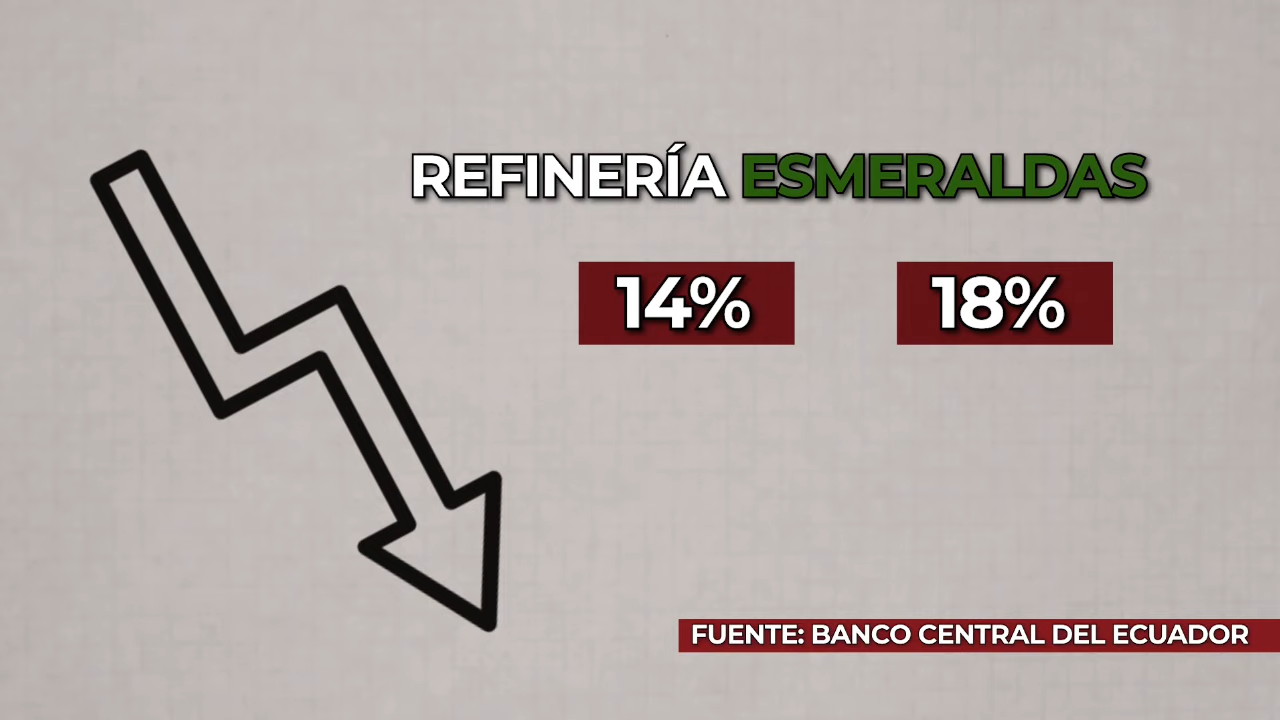 REFINERÍA ESMERALDAS
14% 18%
FUENTE: BANCO CENTRAL DEL ECUADOR